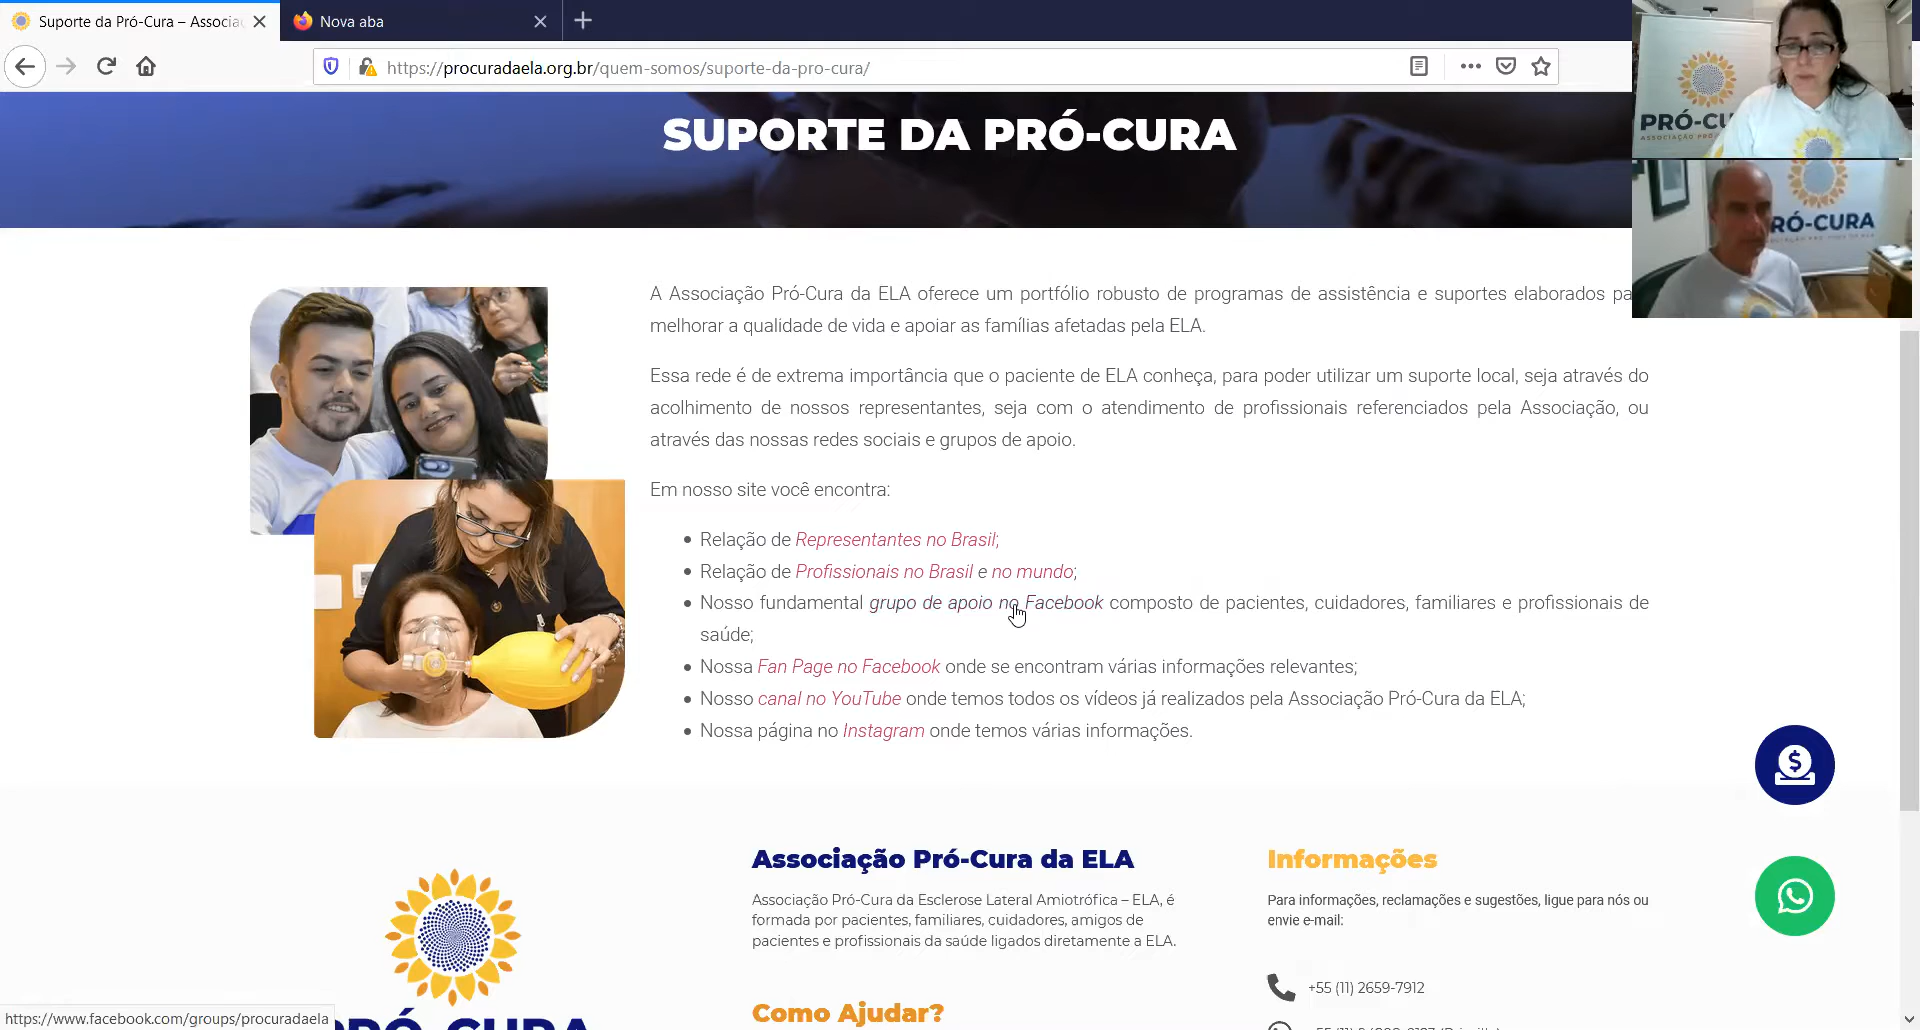 Suporte da Pró-Cura – Associa
Nova aba
https://procuradaela.org.br/quem-somos/suporte-da-pro-cura/
SUPORTE DA PRÓ-CURA
PRÓ-CU
RÓ-CURA
A Associação Pró-Cura da ELA oferece um portfólio robusto de programas de assistência e suportes elaborados pa
melhorar a qualidade de vida e apoiar as famílias afetadas pela ELA.
Essa rede é de extrema importância que o paciente de ELA conheça, para poder utilizar um suporte local, seja através do
acolhimento de nossos representantes, seja com o atendimento de profissionais referenciados pela Associação, ou
através das nossas redes sociais e grupos de apoio.
Em nosso site você encontra:
Relação de Representantes no Brasil;
Relação de Profissionais no Brasil e no mundo;
Nosso fundamental grupo de apoio no Facebook composto de pacientes, cuidadores, familiares e profissionais de
saúde;
Nossa Fan Page no Facebook onde se encontram várias informações relevantes;
Nosso canal no YouTube onde temos todos os vídeos já realizados pela Associação Pró-Cura da ELA;
Nossa página no Instagram onde temos várias informações.
Associação Pró-Cura da ELA
Associação Pró-Cura da Esclerose Lateral Amiotrófica – ELA, é
formada por pacientes, familiares, cuidadores, amigos de
pacientes e profissionais da saúde ligados diretamente a ELA.
Como Ajudar?
Informações
Para informações, reclamações e sugestões, ligue para nós ou
envie e-mail:
+55 (11) 2659-7912
https://www.facebook.com/groups/procuradaela
PRÓ-CURA